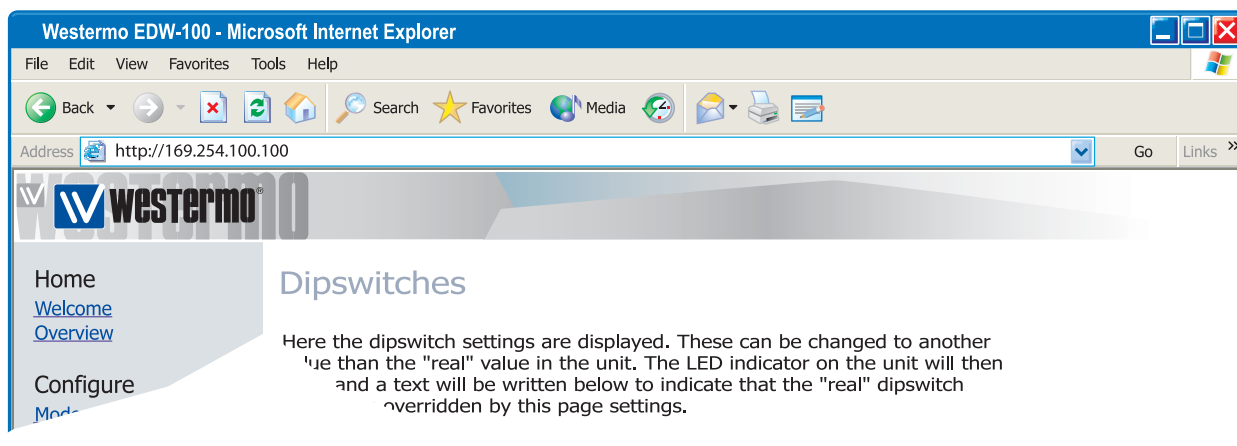 Westermo EDW-100 - Microsoft Internet Explorer
File Edit View Favorites Tools Help
Back Search Favorites Media
Address http://169.254.100.100 Go Links »
westermo®
Home
Welcome
Overview
Configure
Dipswitches
Here the dipswitch settings are displayed. These can be changed to another
than the "real" value in the unit. The LED indicator on the unit will then
and a text will be written below to indicate that the "real" dipswitch
overridden by this page settings.